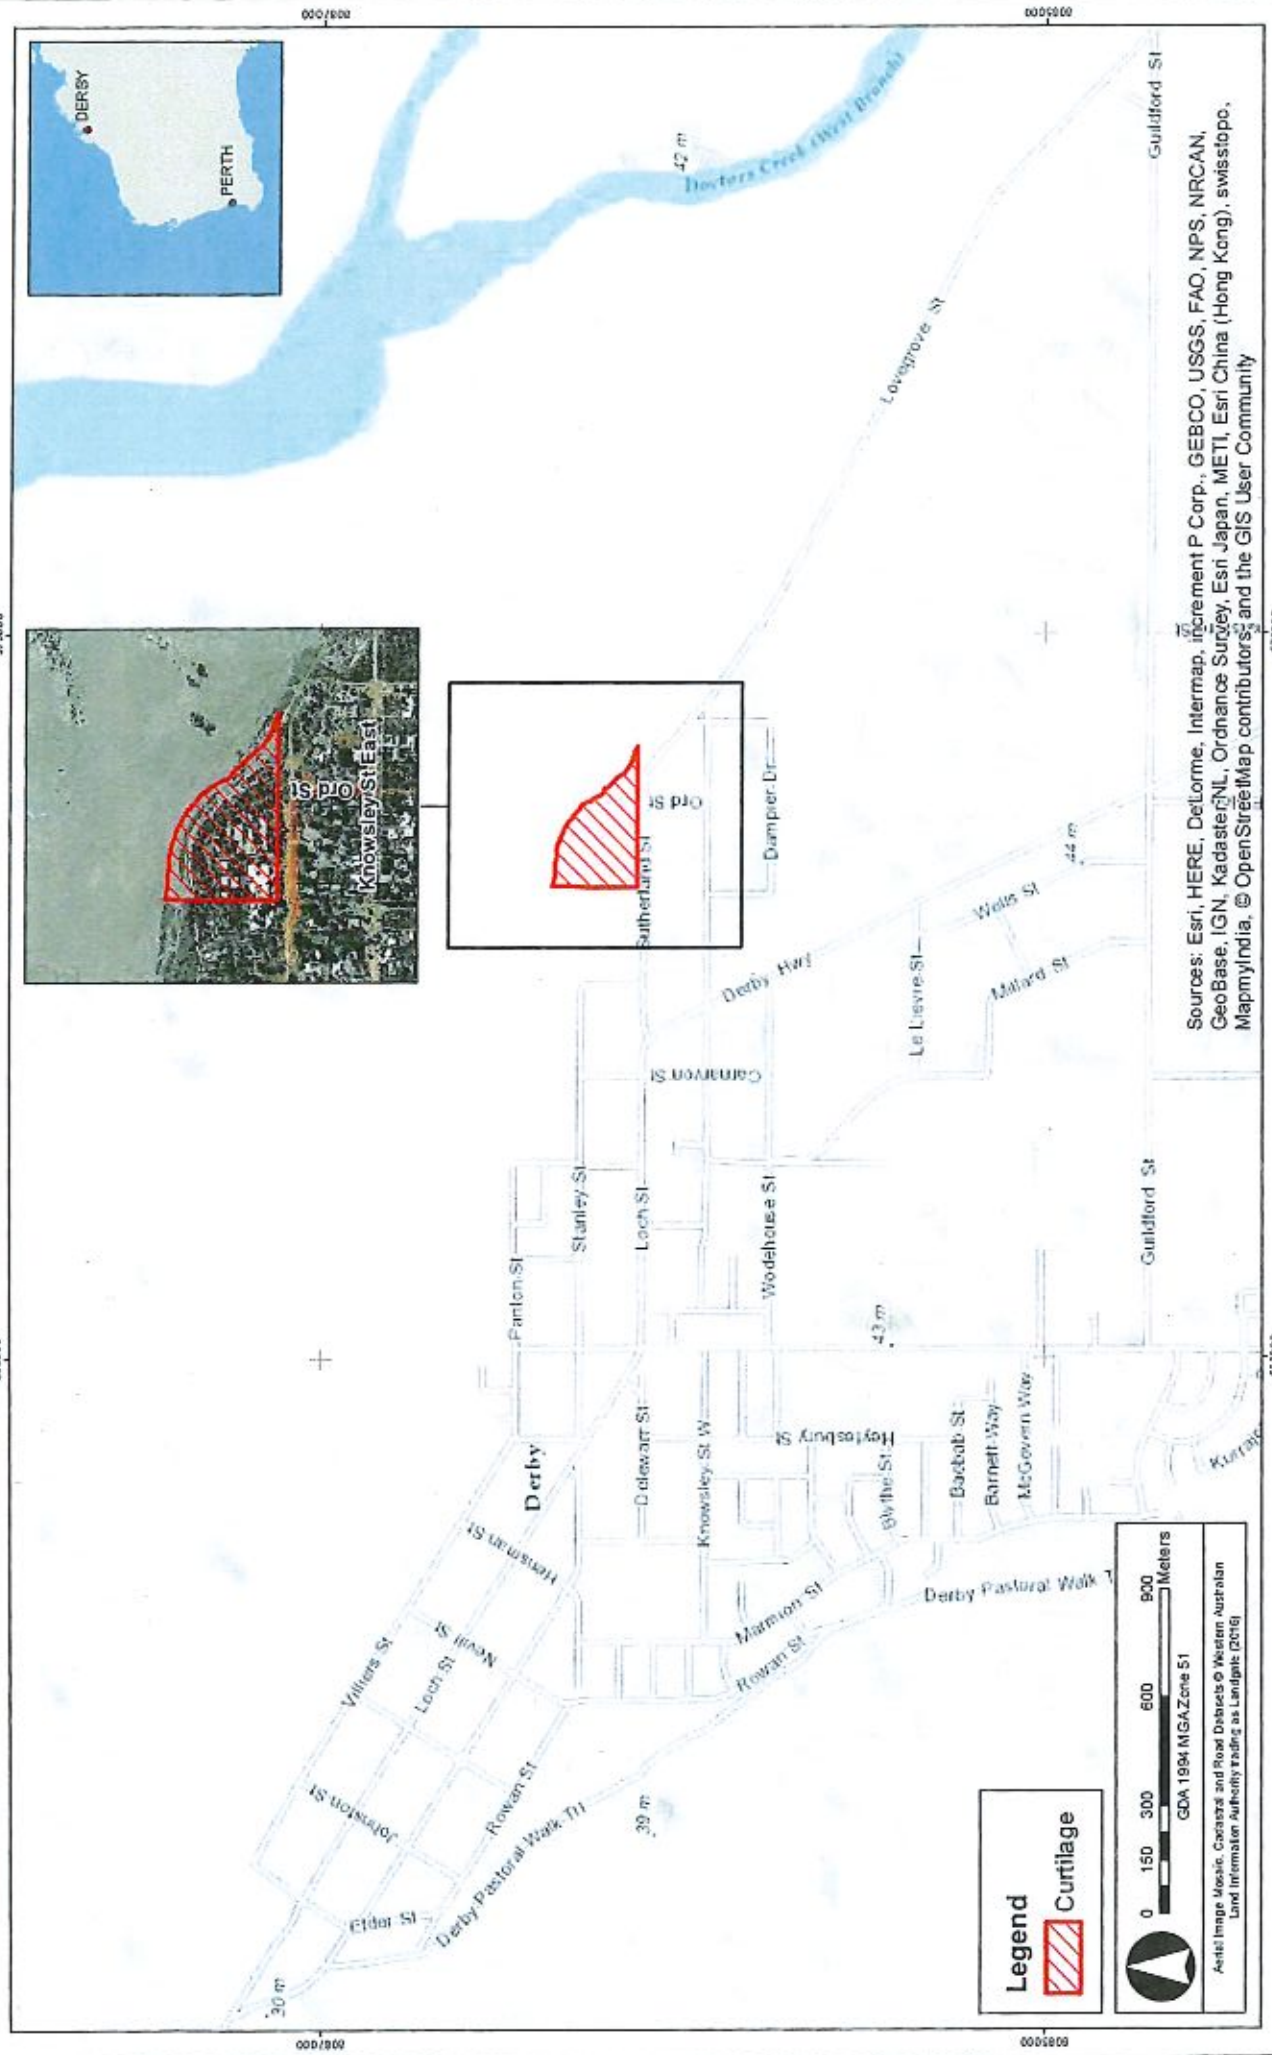 8087000
8085000
DERBY
PERTH
42 m
Doctors Creek (West Branch)
Ord St
Knowsley St East
Guildford St
Lovegrove St
Sutherland St
Ord St
Dampier Dr
Derby Hwy
44 m
Wells St
Le Lievre St
Millard St
Carnarvon St
Panton St
Stanley St
Loch St
Wodehouse St
Guildford St
43 m
Derby
Delewarr St
Knowsley St W
Heytesbury St
Blythe St
Baobab St
Barnett Way
McGovern Way
Hensman St
Nevill St
Villiers St
Loch St
Marmion St
Rowan St
Derby Pastoral Walk T
Johnston St
Rowan St
Derby Pastoral Walk Trl
Elder St
39 m
30 m
Sources: Esri, HERE, DeLorme, Intermap, increment P Corp., GEBCO, USGS, FAO, NPS, NRCAN,
GeoBase, IGN, Kadaster NL, Ordnance Survey, Esri Japan, METI, Esri China (Hong Kong), swisstopo,
MapmyIndia, © OpenStreetMap contributors, and the GIS User Community
Legend
Curtilage
0 150 300 600 900
Meters
GDA 1994 MGA Zone 51
Aerial Image Mosaic, Cadastral and Road Datasets © Western Australian
Land Information Authority trading as Landgate (2016)
8087000
8085000